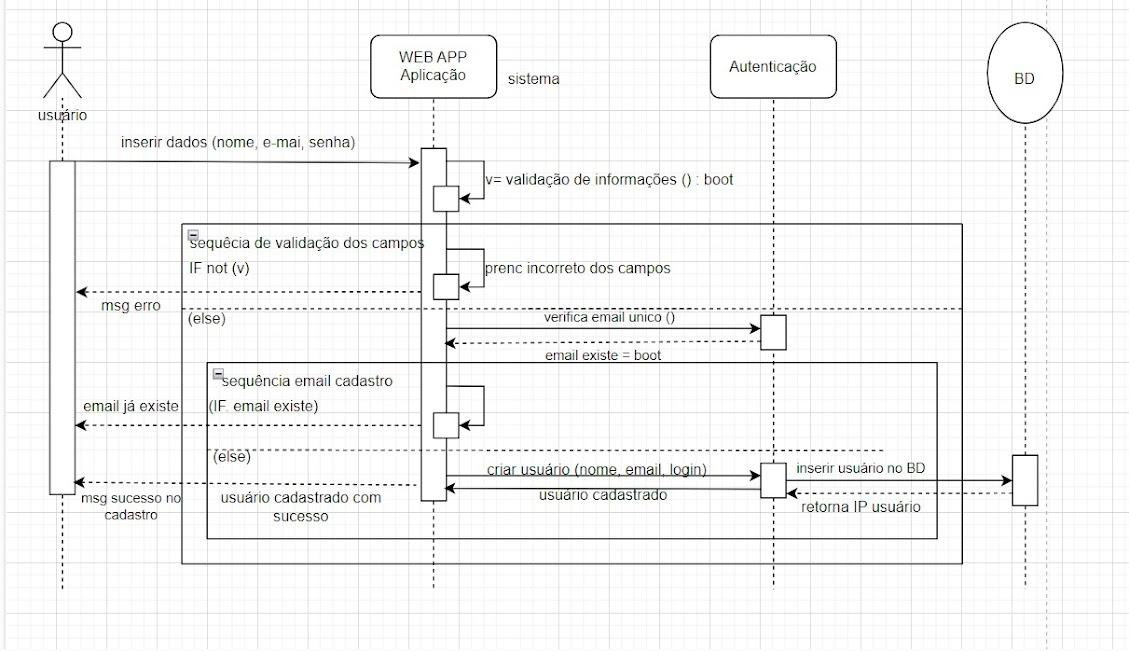 WEB APP
Aplicação
sistema
Autenticação
BD
usuário
inserir dados (nome, e-mai, senha)
v= validação de informações () : boot
sequêcia de validação dos campos
IF not (v)
prenc incorreto dos campos
msg erro
(else)
verifica email unico ()
email existe = boot
sequência email cadastro
email já existe
(IF. email existe)
(else)
criar usuário (nome, email, login)
inserir usuário no BD
msg sucesso no
cadastro
usuário cadastrado com
sucesso
usuário cadastrado
retorna IP usuário